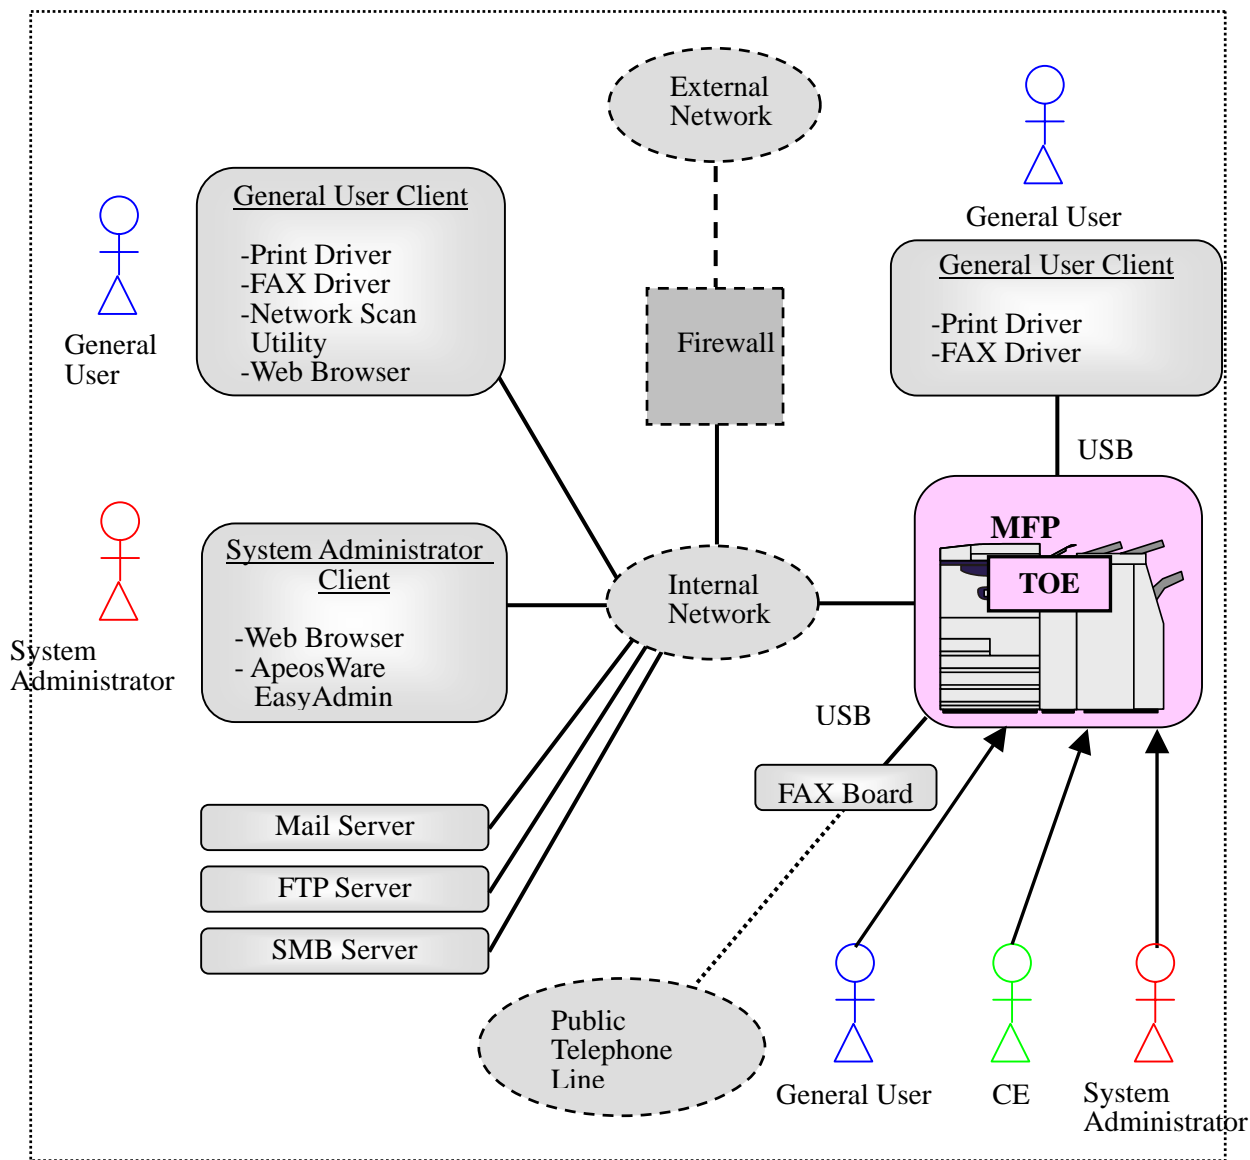 External
Network
General User
General User Client
-Print Driver
-FAX Driver
-Network Scan
Utility
-Web Browser
General
User
Firewall
General User Client
-Print Driver
-FAX Driver
USB
MFP
TOE
System Administrator
Client
-Web Browser
- ApeosWare
EasyAdmin
System
Administrator
Internal
Network
USB
FAX Board
Mail Server
FTP Server
SMB Server
Public
Telephone
Line
General User
CE
System
Administrator